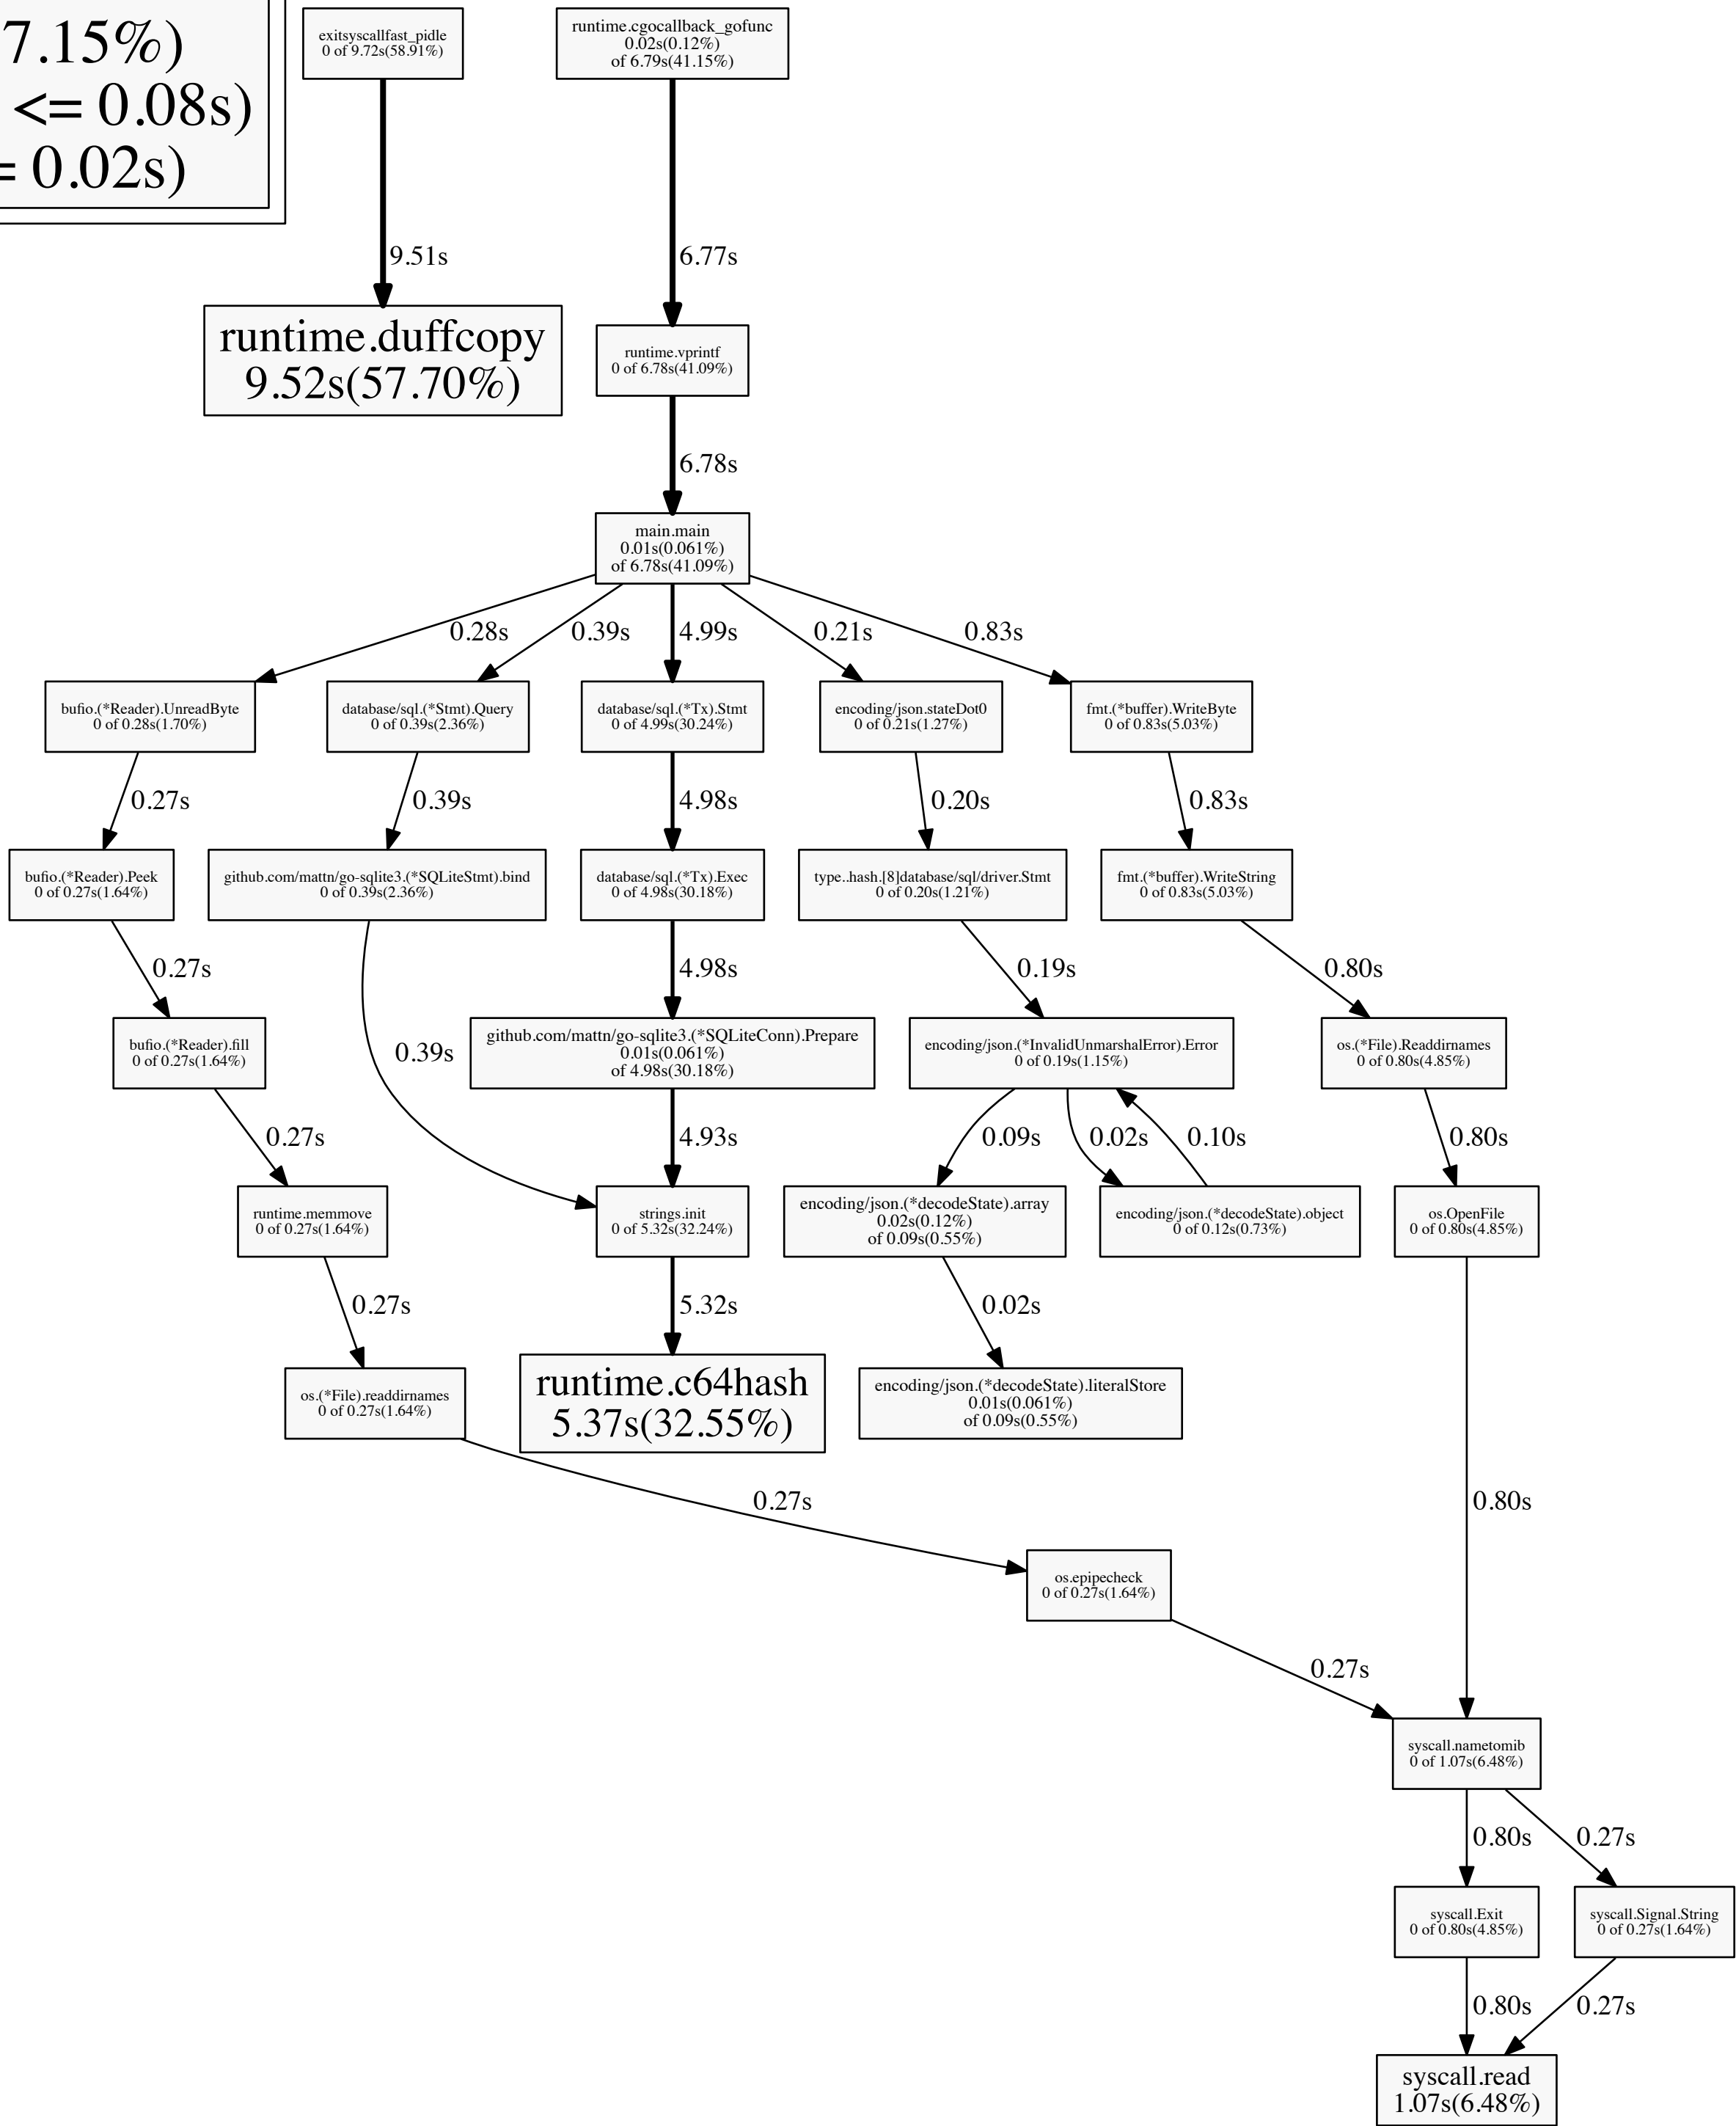 7.15%)
<= 0.08s)
= 0.02s)
exitsyscallfast_pidle
0 of 9.72s(58.91%)
runtime.cgocallback_gofunc
0.02s(0.12%)
of 6.79s(41.15%)
9.51s
6.77s
runtime.duffcopy
9.52s(57.70%)
runtime.vprintf
0 of 6.78s(41.09%)
6.78s
main.main
0.01s(0.061%)
of 6.78s(41.09%)
0.28s
0.39s
4.99s
0.21s
0.83s
bufio.(*Reader).UnreadByte
0 of 0.28s(1.70%)
database/sql.(*Stmt).Query
0 of 0.39s(2.36%)
database/sql.(*Tx).Stmt
0 of 4.99s(30.24%)
encoding/json.stateDot0
0 of 0.21s(1.27%)
fmt.(*buffer).WriteByte
0 of 0.83s(5.03%)
0.27s
0.39s
4.98s
0.20s
0.83s
bufio.(*Reader).Peek
0 of 0.27s(1.64%)
github.com/mattn/go-sqlite3.(*SQLiteStmt).bind
0 of 0.39s(2.36%)
database/sql.(*Tx).Exec
0 of 4.98s(30.18%)
type..hash.[8]database/sql/driver.Stmt
0 of 0.20s(1.21%)
fmt.(*buffer).WriteString
0 of 0.83s(5.03%)
0.27s
4.98s
0.19s
0.80s
bufio.(*Reader).fill
0 of 0.27s(1.64%)
0.39s
github.com/mattn/go-sqlite3.(*SQLiteConn).Prepare
0.01s(0.061%)
of 4.98s(30.18%)
encoding/json.(*InvalidUnmarshalError).Error
0 of 0.19s(1.15%)
os.(*File).Readdirnames
0 of 0.80s(4.85%)
0.27s
4.93s
0.09s
0.02s
0.10s
0.80s
runtime.memmove
0 of 0.27s(1.64%)
strings.init
0 of 5.32s(32.24%)
encoding/json.(*decodeState).array
0.02s(0.12%)
of 0.09s(0.55%)
encoding/json.(*decodeState).object
0 of 0.12s(0.73%)
os.OpenFile
0 of 0.80s(4.85%)
0.27s
5.32s
0.02s
os.(*File).readdirnames
0 of 0.27s(1.64%)
runtime.c64hash
5.37s(32.55%)
encoding/json.(*decodeState).literalStore
0.01s(0.061%)
of 0.09s(0.55%)
0.27s
0.80s
os.epipecheck
0 of 0.27s(1.64%)
0.27s
syscall.nametomib
0 of 1.07s(6.48%)
0.80s
0.27s
syscall.Exit
0 of 0.80s(4.85%)
syscall.Signal.String
0 of 0.27s(1.64%)
0.80s
0.27s
syscall.read
1.07s(6.48%)